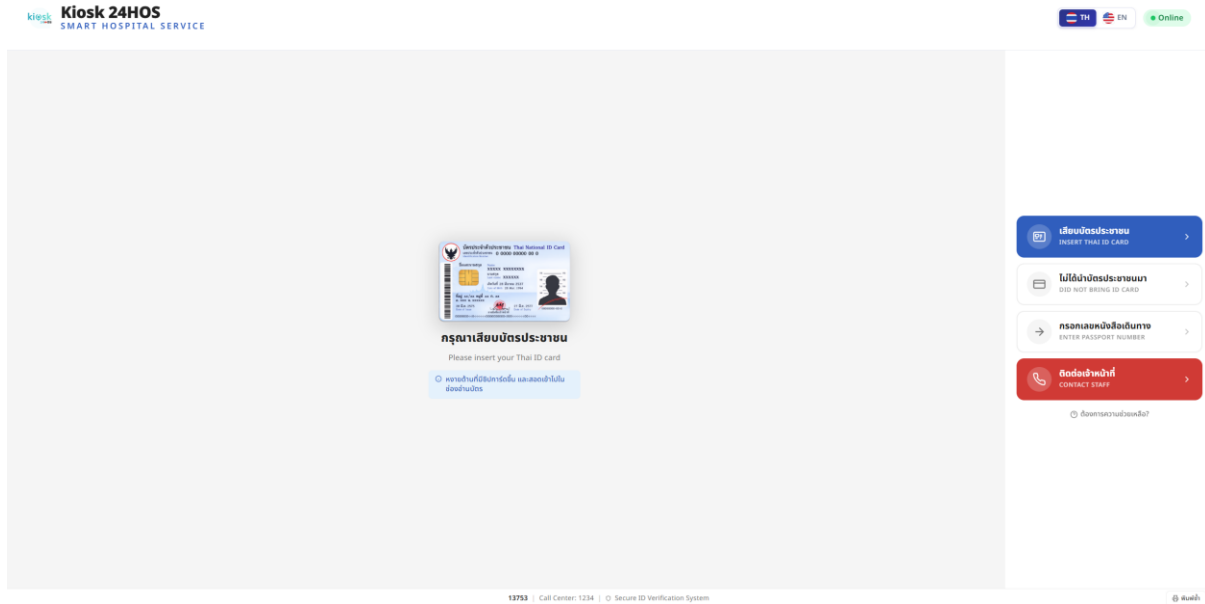 kiosk
Kiosk 24HOS
SMART HOSPITAL SERVICE
TH
EN
Online
บัตรประจำตัวประชาชน Thai National ID Card
0 0000 00000 00 0
กรุณาเสียบบัตรประชาชน
Please insert your Thai ID card
หงายด้านที่มีชิปการ์ดขึ้น และสอดเข้าไปใน
ช่องอ่านบัตร
เสียบบัตรประชาชน
INSERT THAI ID CARD
ไม่ได้นำบัตรประชาชนมา
DID NOT BRING ID CARD
กรอกเลขหนังสือเดินทาง
ENTER PASSPORT NUMBER
ติดต่อเจ้าหน้าที่
CONTACT STAFF
ต้องการความช่วยเหลือ?
13753 | Call Center: 1234 | Secure ID Verification System
พิมพ์ซ้ำ